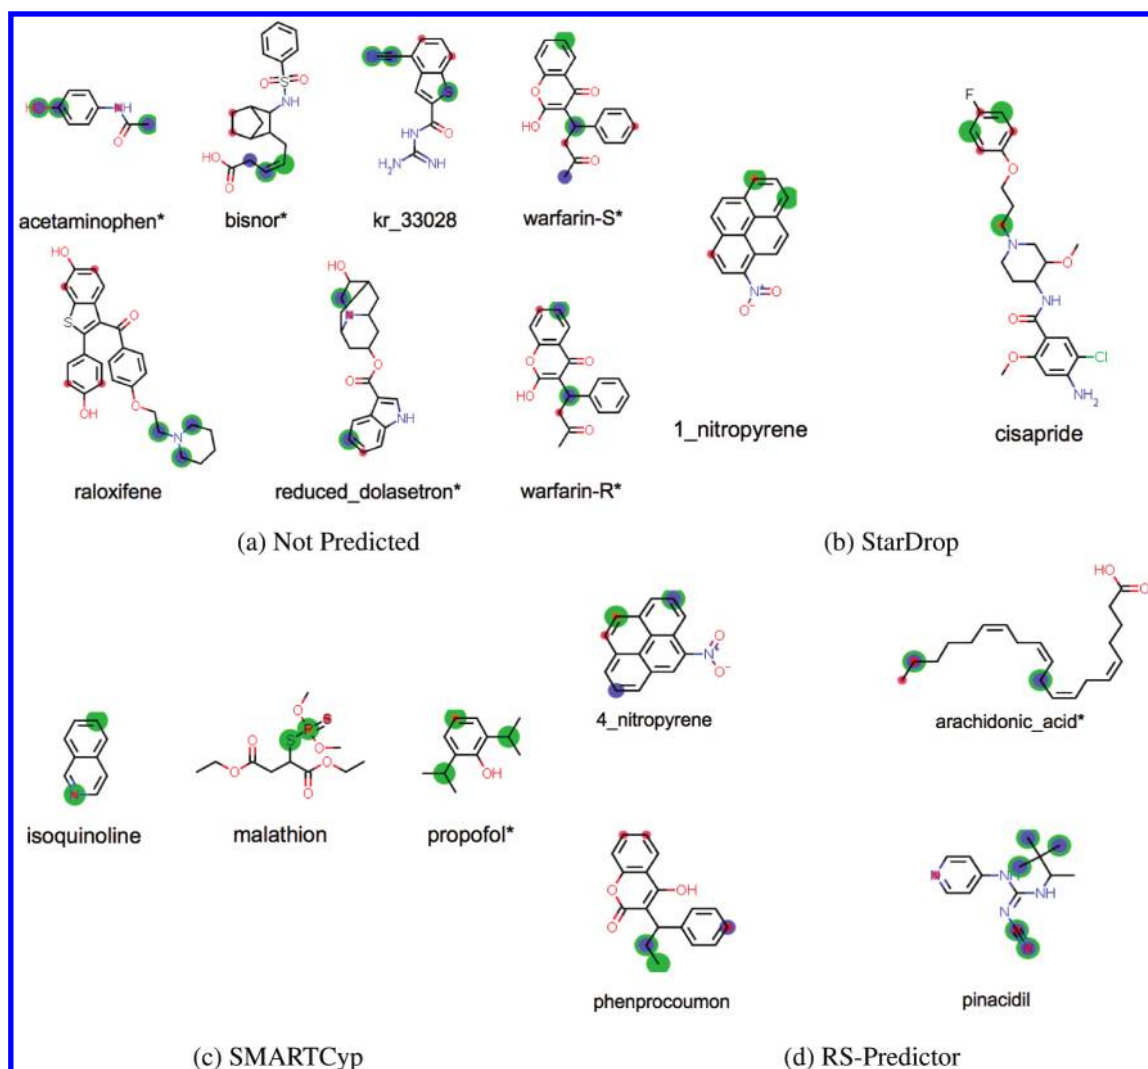 acetaminophen*
bisnor*
kr_33028
warfarin-S*
raloxifene
reduced_dolasetron*
warfarin-R*
(a) Not Predicted
1_nitropyrene
cisapride
(b) StarDrop
isoquinoline
malathion
propofol*
(c) SMARTCyp
4_nitropyrene
arachidonic_acid*
phenprocoumon
pinacidil
(d) RS-Predictor